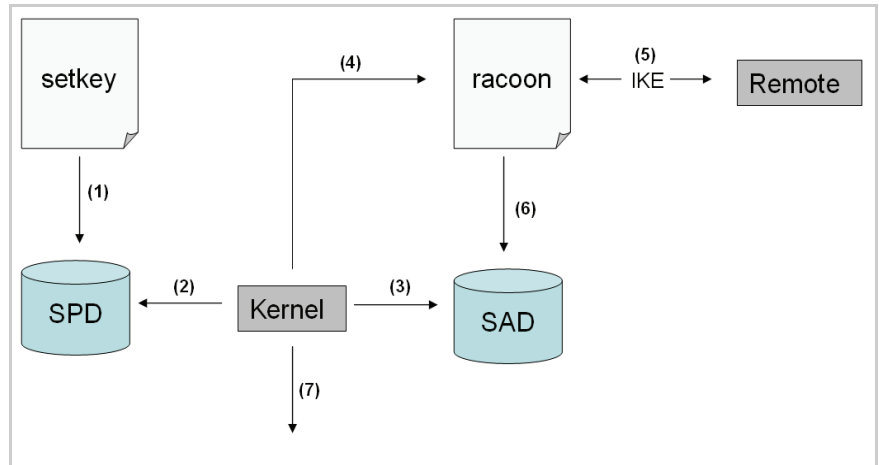 setkey
(4)
racoon
(5)
IKE
Remote
(1)
(6)
SPD
(2)
Kernel
(3)
SAD
(7)